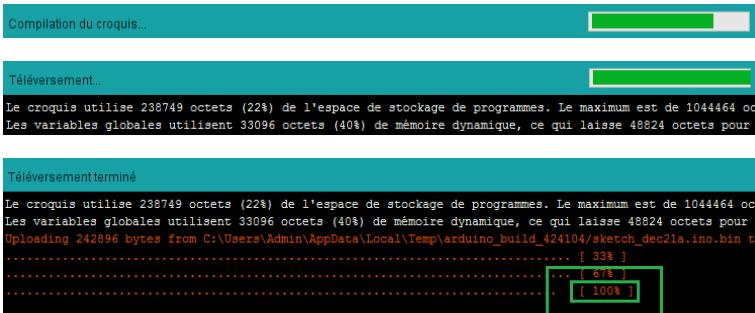 Compilation du croquis...
Téléversement...
Le croquis utilise 238749 octets (22%) de l'espace de stockage de programmes. Le maximum est de 1044464 oc
Les variables globales utilisent 33096 octets (40%) de mémoire dynamique, ce qui laisse 48824 octets pour
Téléversement terminé
Le croquis utilise 238749 octets (22%) de l'espace de stockage de programmes. Le maximum est de 1044464 oc
Les variables globales utilisent 33096 octets (40%) de mémoire dynamique, ce qui laisse 48824 octets pour
Uploading 242896 bytes from C:\Users\Admin\AppData\Local\Temp\arduino_build_424104/sketch_dec21a.ino.bin t
................................................................................ [ 33% ]
................................................................................ [ 67% ]
.............................................................................. [ 100% ]